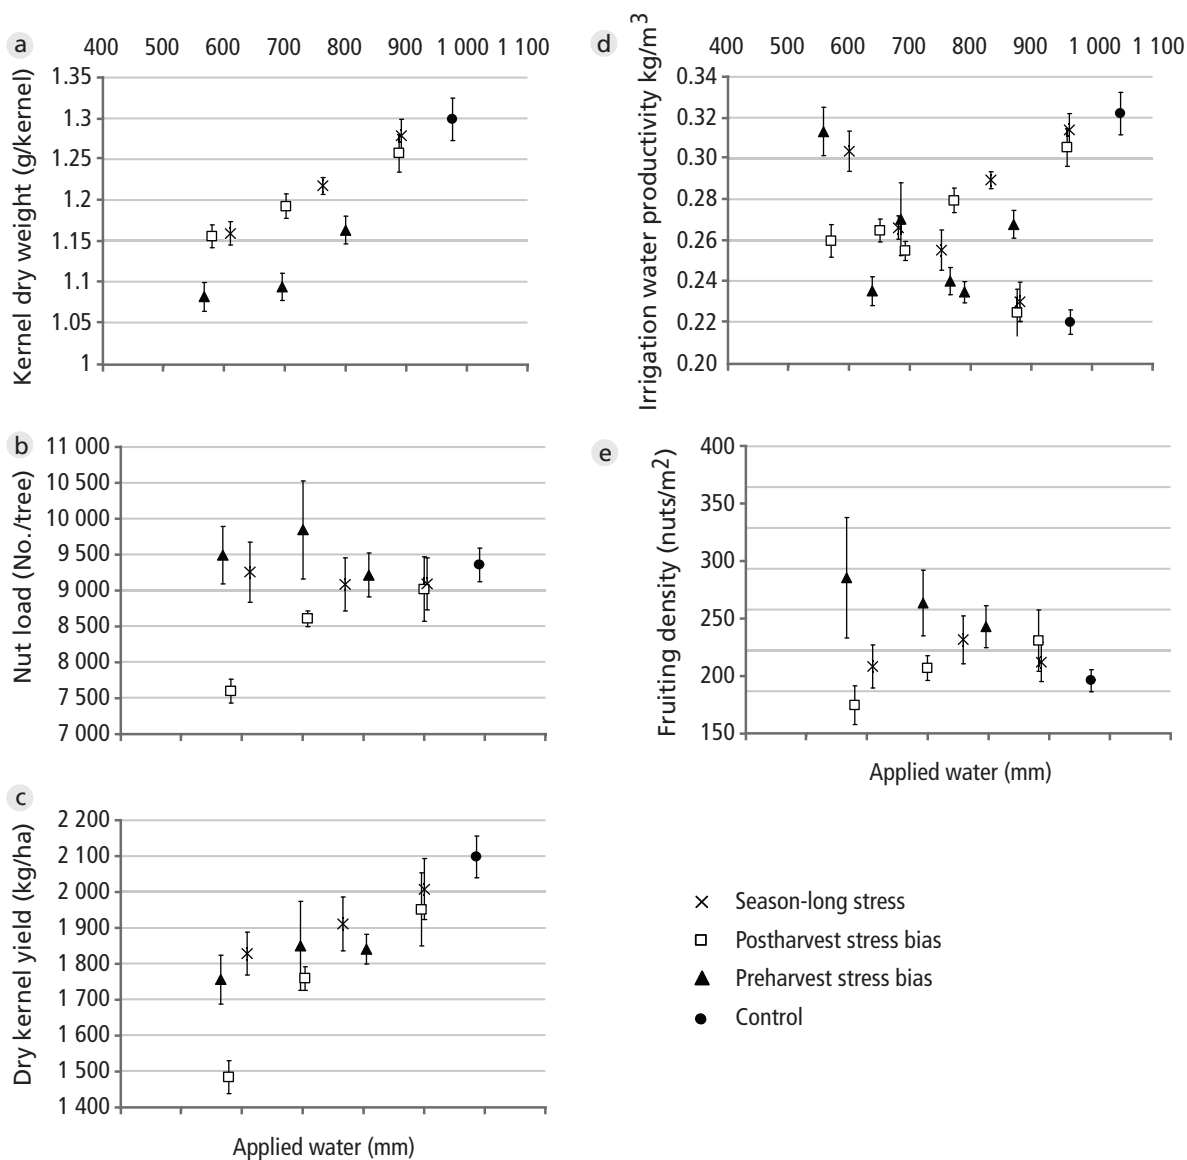 a
400 500 600 700 800 900 1 000 1 100
Kernel dry weight (g/kernel)
1.35
1.3
1.25
1.2
1.15
1.1
1.05
1
b
Nut load (No./tree)
11 000
10 500
10 000
9 500
9 000
8 500
8 000
7 500
7 000
c
Dry kernel yield (kg/ha)
2 200
2 100
2 000
1 900
1 800
1 700
1 600
1 500
1 400
Applied water (mm)
d
400 500 600 700 800 900 1 000 1 100
Irrigation water productivity kg/m³
0.34
0.32
0.30
0.28
0.26
0.24
0.22
0.20
e
Fruiting density (nuts/m²)
400
350
300
250
200
150
Applied water (mm)
Season-long stress
Postharvest stress bias
Preharvest stress bias
Control